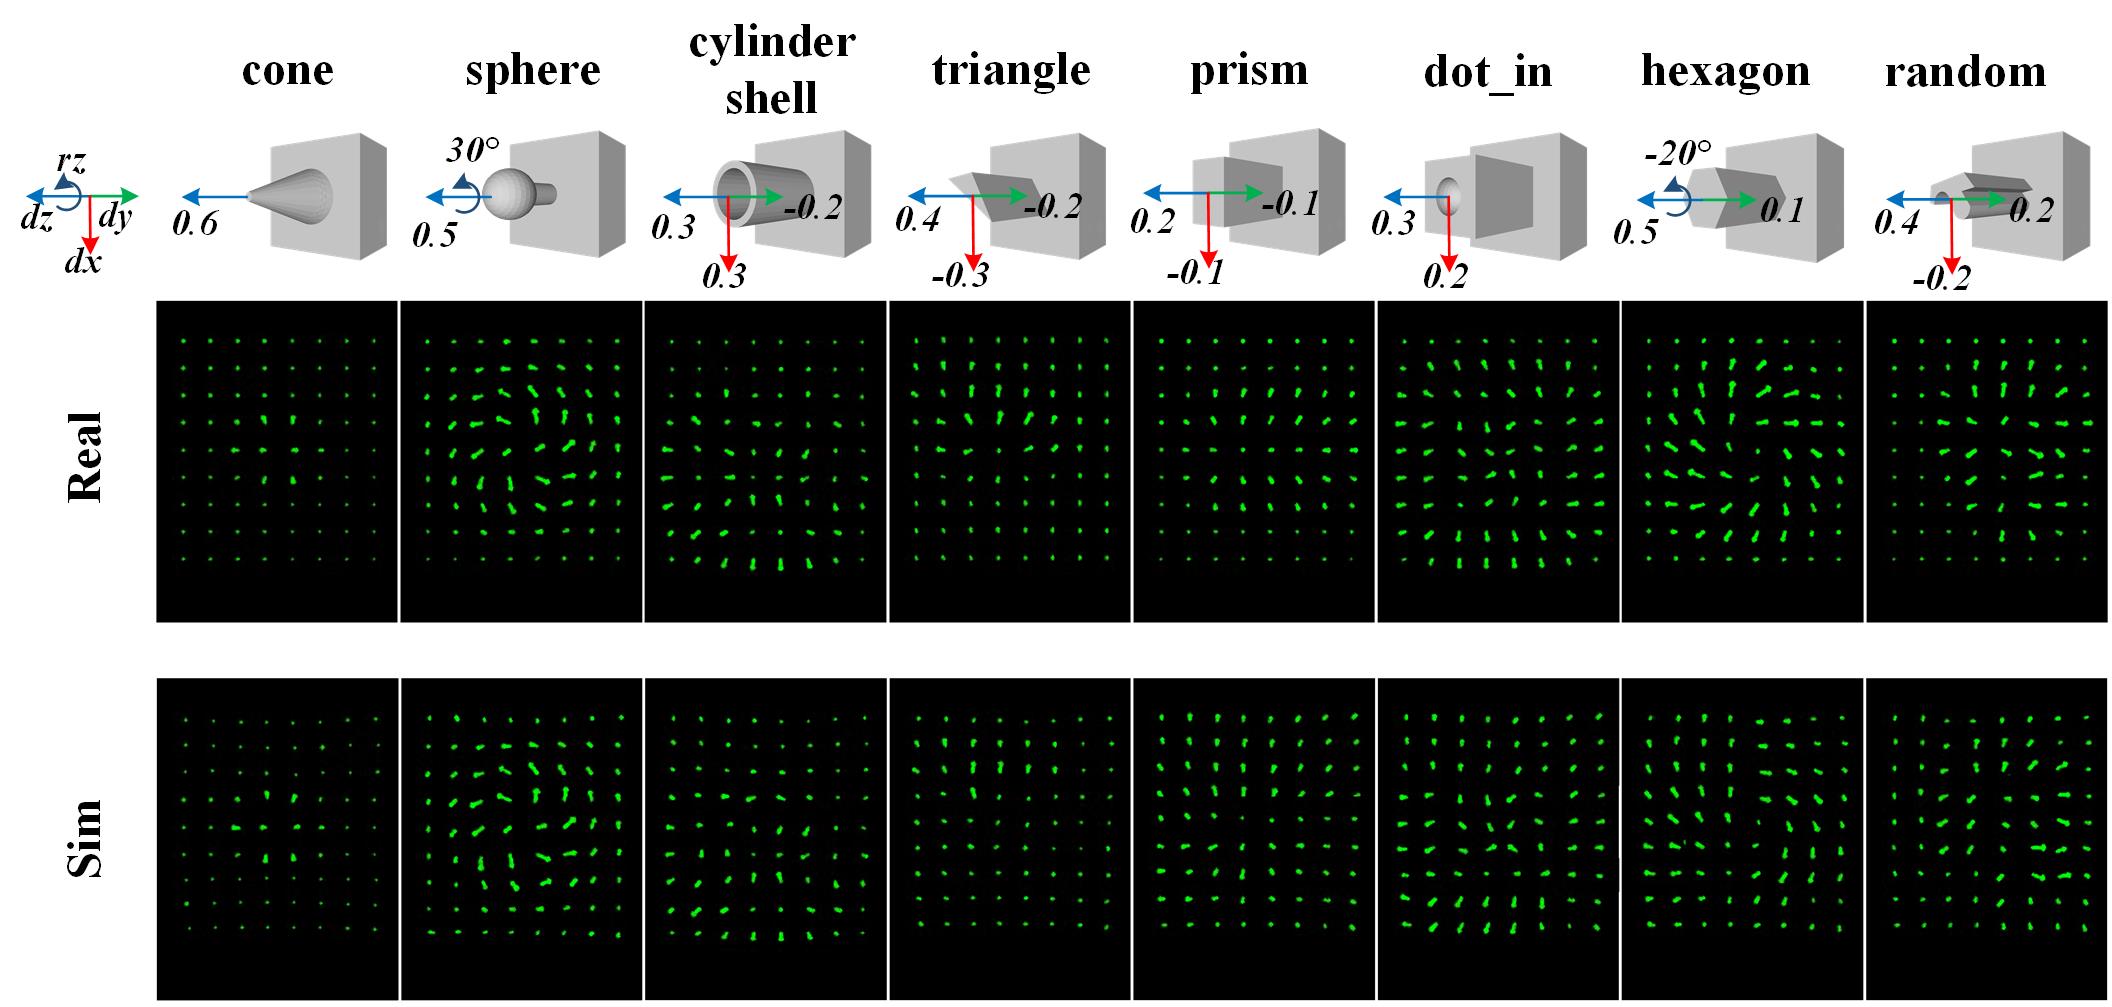 cone
sphere
cylinder
shell
triangle
prism
dot_in
hexagon
random
rz
dz
dy
dx
0.6
30°
0.5
0.3
-0.2
0.3
0.4
-0.2
-0.3
0.2
-0.1
-0.1
0.3
0.2
-20°
0.5
0.1
0.4
0.2
-0.2
Real
Sim